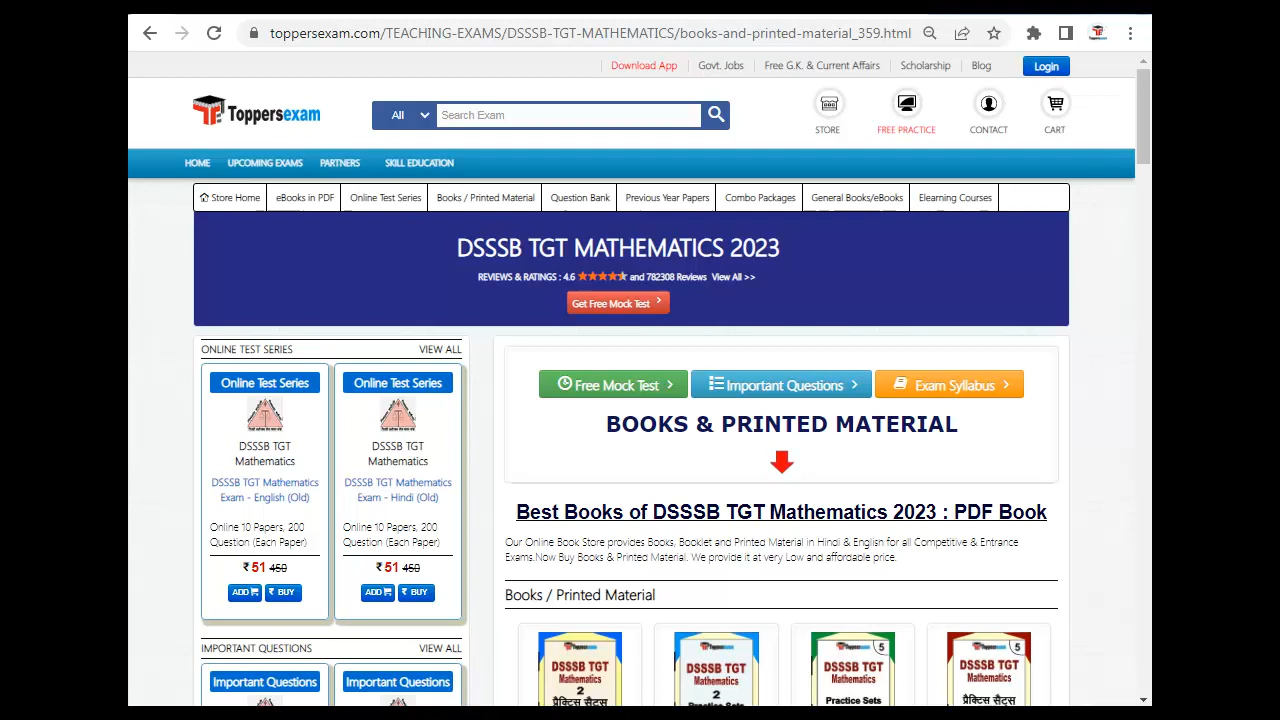 toppersexam.com/TEACHING-EXAMS/DSSSB-TGT-MATHEMATICS/books-and-printed-material_359.html
Download App Govt. Jobs Free G.K. & Current Affairs Scholarship Blog Login
Toppersexam All Search Exam
STORE FREE PRACTICE CONTACT CART
HOME UPCOMING EXAMS PARTNERS SKILL EDUCATION
Store Home eBooks in PDF Online Test Series Books / Printed Material Question Bank Previous Year Papers Combo Packages General Books/eBooks Elearning Courses
DSSSB TGT MATHEMATICS 2023
REVIEWS & RATINGS : 4.6 and 782308 Reviews View All >>
Get Free Mock Test
ONLINE TEST SERIES VIEW ALL
Online Test Series
DSSSB TGT
Mathematics
DSSSB TGT Mathematics
Exam - English (Old)
Online 10 Papers, 200
Question (Each Paper)
₹ 51 450
ADD ₹ BUY
Online Test Series
DSSSB TGT
Mathematics
DSSSB TGT Mathematics
Exam - Hindi (Old)
Online 10 Papers, 200
Question (Each Paper)
₹ 51 450
ADD ₹ BUY
IMPORTANT QUESTIONS VIEW ALL
Important Questions
Important Questions
Free Mock Test Important Questions Exam Syllabus
BOOKS & PRINTED MATERIAL
Best Books of DSSSB TGT Mathematics 2023 : PDF Book
Our Online Book Store provides Books, Booklet and Printed Material in Hindi & English for all Competitive & Entrance
Exams.Now Buy Books & Printed Material. We provide it at very Low and affordable price.
Books / Printed Material
Toppersexam
DSSSB TGT
Mathematics
2
प्रैक्टिस सैट्स
Toppersexam
DSSSB TGT
Mathematics
2
Practice Sets
Toppersexam 5
DSSSB TGT
Mathematics
Practice Sets
Toppersexam 5
DSSSB TGT
Mathematics
प्रैक्टिस सैट्स